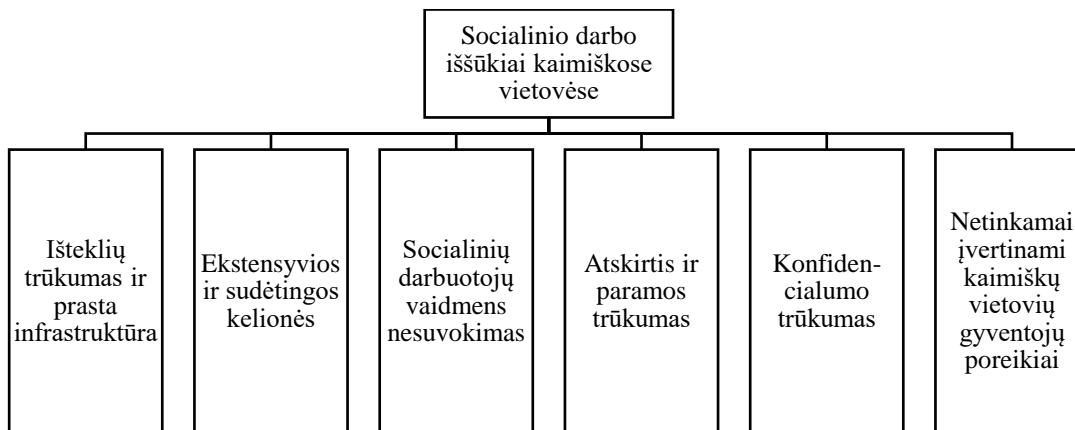 Socialinio darbo
iššūkiai kaimiškose
vietovėse
Išteklių
trūkumas ir
prasta
infrastruktūra
Ekstensyvios
ir sudėtingos
kelionės
Socialinių
darbuotojų
vaidmens
nesuvokimas
Atskirtis ir
paramos
trūkumas
Konfiden-
cialumo
trūkumas
Netinkamai
įvertinami
kaimiškų
vietovių
gyventojų
poreikiai